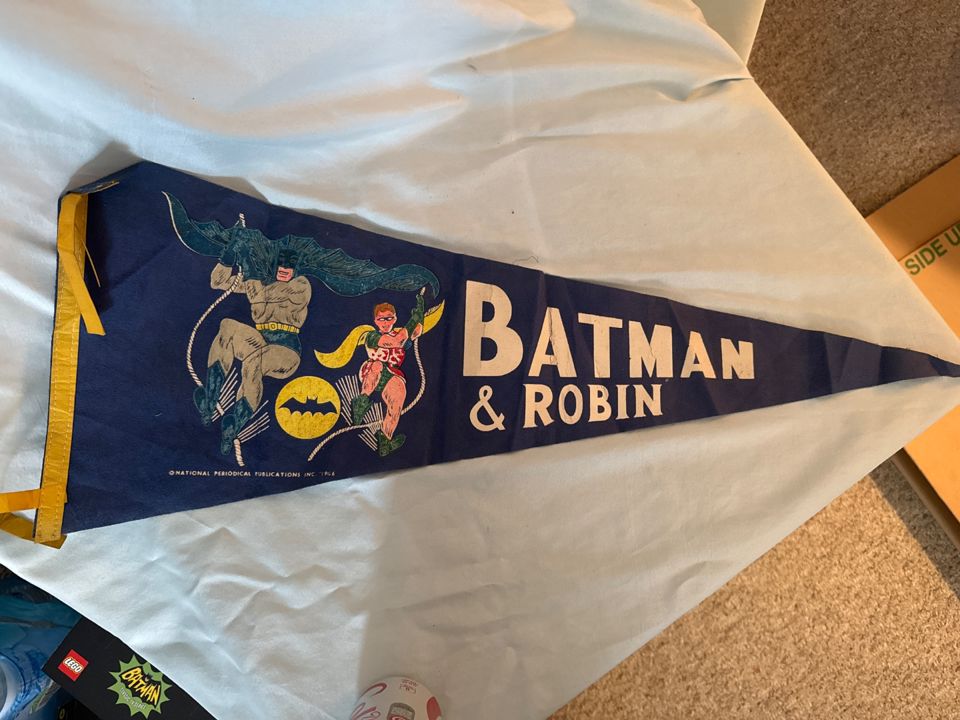 BATMAN
& ROBIN
©NATIONAL PERIODICAL PUBLICATIONS INC. 1966
SIDE U
LEGO
BATMAN